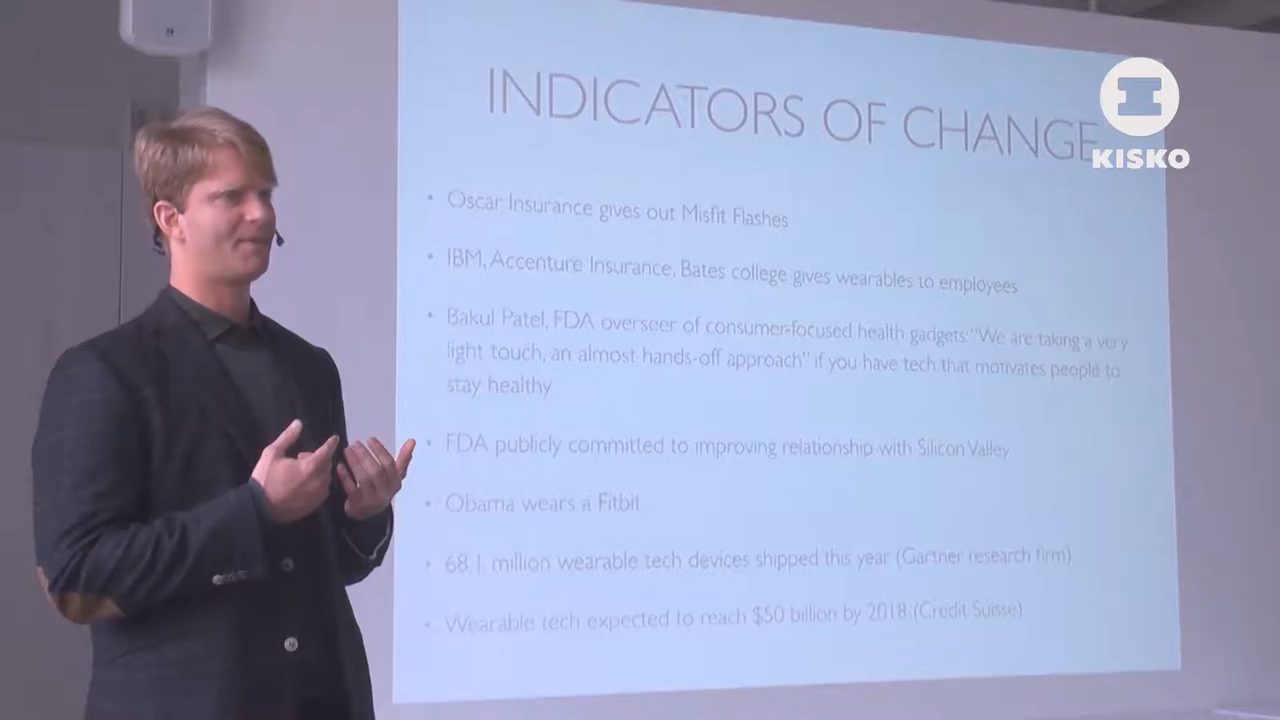 INDICATORS OF CHANGE
KISKO
• Oscar Insurance gives out Misfit Flashes
• IBM, Accenture Insurance, Bates college gives wearables to employees
• Bakul Patel, FDA overseer of consumer-focused health gadgets: "We are taking a very
light touch, an almost hands-off approach" if you have tech that motivates people to
stay healthy
• FDA publicly committed to improving relationship with Silicon Valley
• Obama wears a Fitbit
• 68.1 million wearable tech devices shipped this year (Gartner research firm)
• Wearable tech expected to reach $50 billion by 2018 (Credit Suisse)